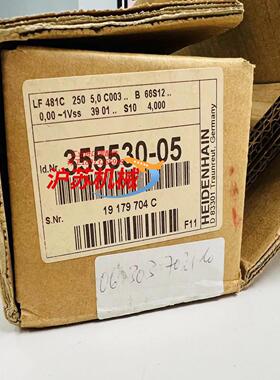 LF 481C 250 5,0 C003 .. B 66S12 ..
0,00 ~1Vss 39 01 .. S10 4,000
Id.Nr. 355530-05
沪苏机械
S.Nr. 19 179 704 C
F11
HEIDENHAIN
D 83301 Traunreut, Germany